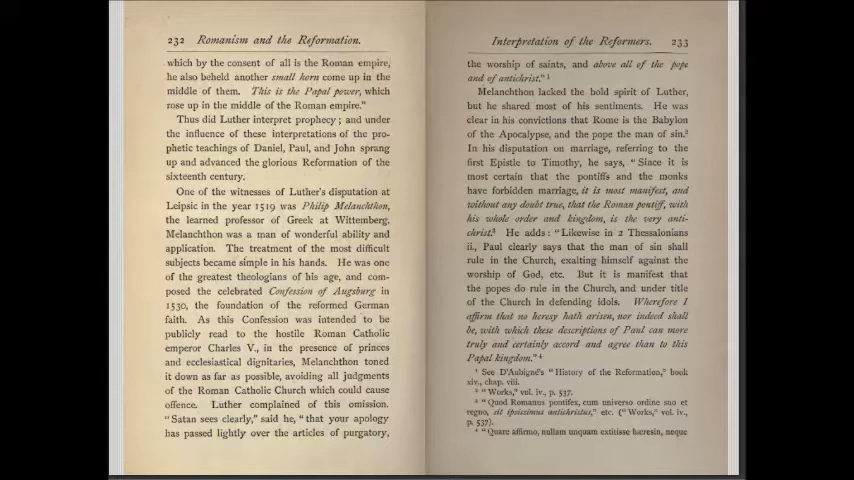 232 Romanism and the Reformation.
which by the consent of all is the Roman empire,
he also beheld another small horn come up in the
middle of them. This is the Papal power, which
rose up in the middle of the Roman empire."
Thus did Luther interpret prophecy; and under
the influence of these interpretations of the pro-
phetic teachings of Daniel, Paul, and John sprang
up and advanced the glorious Reformation of the
sixteenth century.
One of the witnesses of Luther's disputation at
Leipsic in the year 1519 was Philip Melanchthon,
the learned professor of Greek at Wittemberg.
Melanchthon was a man of wonderful ability and
application. The treatment of the most difficult
subjects became simple in his hands. He was one
of the greatest theologians of his age, and com-
posed the celebrated Confession of Augsburg in
1530, the foundation of the reformed German
faith. As this Confession was intended to be
publicly read to the hostile Roman Catholic
emperor Charles V., in the presence of princes
and ecclesiastical dignitaries, Melanchthon toned
it down as far as possible, avoiding all judgments
of the Roman Catholic Church which could cause
offence. Luther complained of this omission.
"Satan sees clearly," said he, "that your apology
has passed lightly over the articles of purgatory,
Interpretation of the Reformers. 233
the worship of saints, and above all of the pope
and of antichrist." 1
Melanchthon lacked the bold spirit of Luther,
but he shared most of his sentiments. He was
clear in his convictions that Rome is the Babylon
of the Apocalypse, and the pope the man of sin.2
In his disputation on marriage, referring to the
first Epistle to Timothy, he says, "Since it is
most certain that the pontiffs and the monks
have forbidden marriage, it is most manifest, and
without any doubt true, that the Roman pontiff, with
his whole order and kingdom, is the very anti-
christ.3 He adds: "Likewise in 2 Thessalonians
ii., Paul clearly says that the man of sin shall
rule in the Church, exalting himself against the
worship of God, etc. But it is manifest that
the popes do rule in the Church, and under title
of the Church in defending idols. Wherefore I
affirm that no heresy hath arisen, nor indeed shall
be, with which these descriptions of Paul can more
truly and certainly accord and agree than to this
Papal kingdom." 4
1 See D'Aubigné's "History of the Reformation," book
xiv., chap. viii.
2 "Works," vol. iv., p. 537.
3 "Quod Romanus pontifex, cum universo ordine suo et
regno, sit ipsissimus antichristus," etc. ("Works," vol. iv.,
p. 537).
4 "Quare affirmo, nullam unquam extitisse hæresin, neque